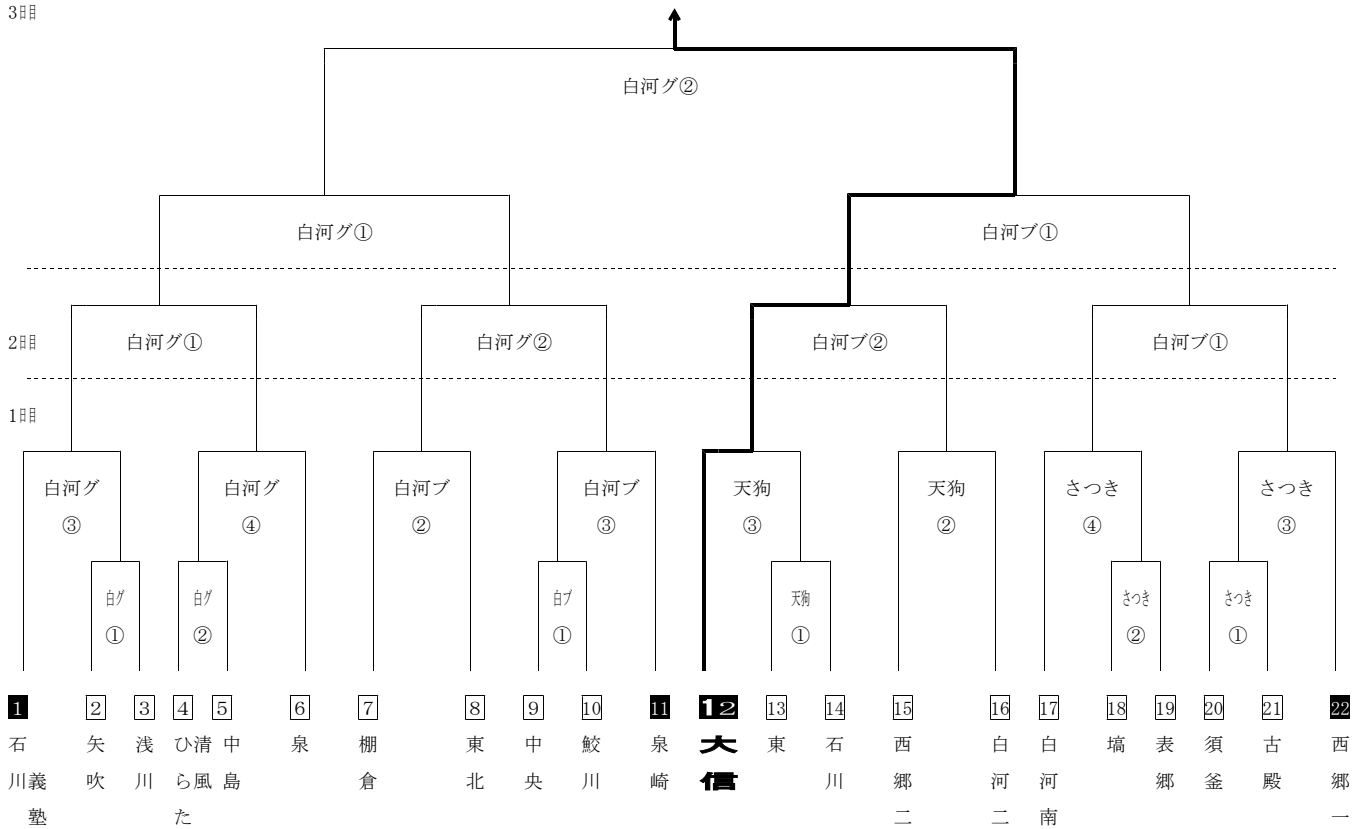 3日目
白河グ②
白河グ① 白河ブ①
2日目 白河グ① 白河グ② 白河ブ② 白河ブ①
1日目
白河グ 白河グ 白河ブ 白河ブ 天狗 天狗 さつき さつき
③ ④ ② ③ ③ ② ④ ③
白グ 白グ 白ブ 天狗 さつき さつき
① ② ① ① ② ①
1 2 3 4 5 6 7 8 9 10 11 12 13 14 15 16 17 18 19 20 21 22
石川義塾
矢吹
浅川
ひらた清風
中島
泉
棚倉
東北
中央
鮫川
泉崎
大信
東
石川
西郷二
白河二
白河南
塙
表郷
須釜
古殿
西郷一